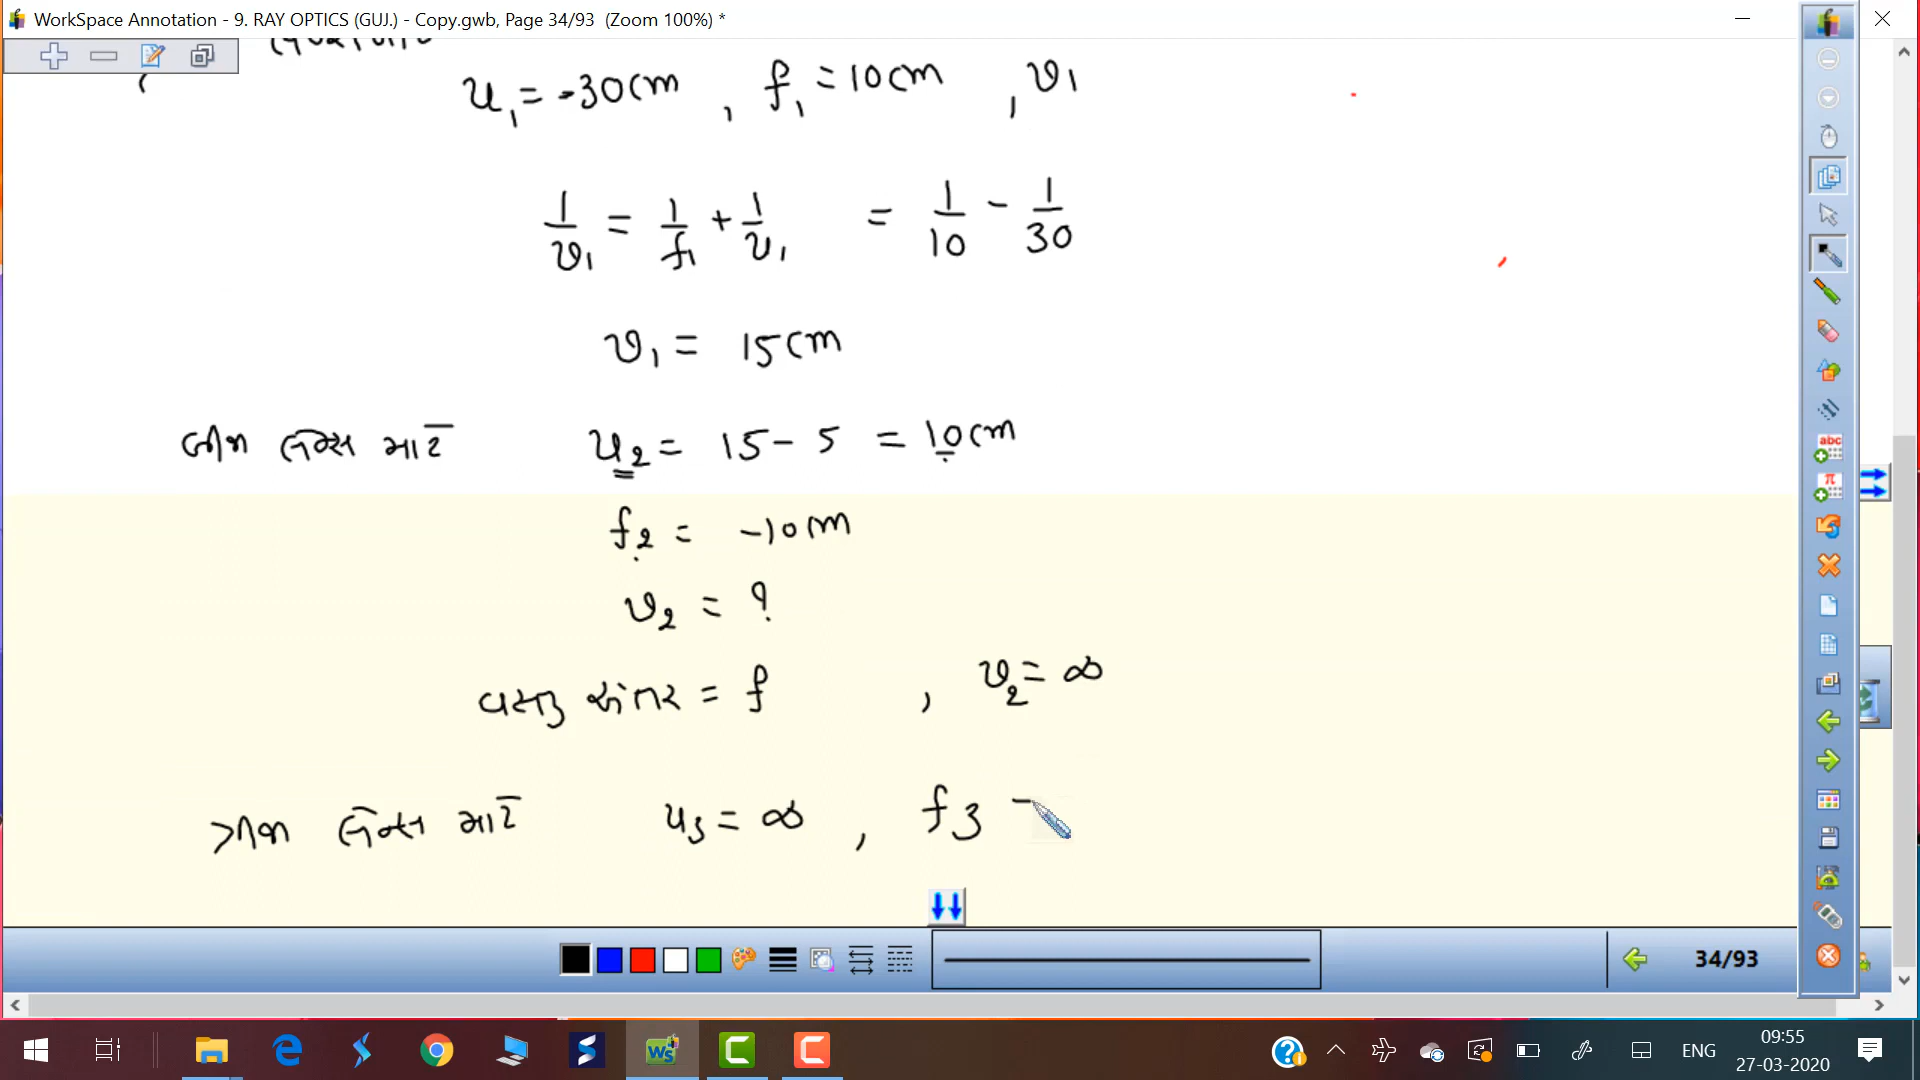 WorkSpace Annotation - 9. RAY OPTICS (GUJ.) - Copy.gwb, Page 34/93 (Zoom 100%) *
u₁ = -30cm , f₁ = 10cm , v₁
1/v₁ = 1/f₁ + 1/u₁ = 1/10 - 1/30
v₁ = 15cm
બીજા લેન્સ માટે u₂ = 15 - 5 = 10cm
f₂ = -10cm
v₂ = ?
વસ્તુ અંતર = f , v₂ = ∞
ત્રીજા લેન્સ માટે u₃ = ∞ , f₃
abc
π
34/93
ENG
09:55
27-03-2020